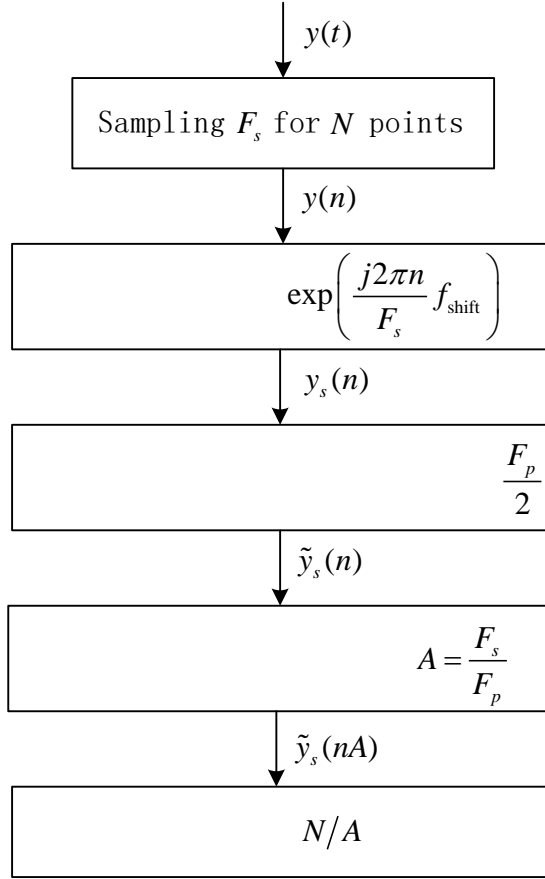 y(t)
Sampling F_s for N points
y(n)
exp(j2πn/F_s f_shift)
y_s(n)
F_p/2
ỹ_s(n)
A = F_s/F_p
ỹ_s(nA)
N/A